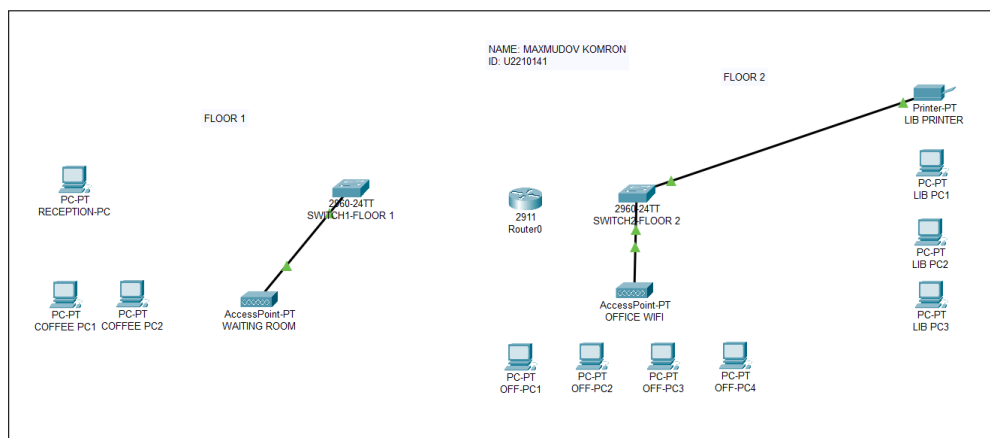 NAME: MAXMUDOV KOMRON
ID: U2210141
FLOOR 2
FLOOR 1
Printer-PT
LIB PRINTER
PC-PT
RECEPTION-PC
2960-24TT
SWITCH1-FLOOR 1
2911
Router0
2960-24TT
SWITCH2-FLOOR 2
PC-PT
LIB PC1
PC-PT
LIB PC2
PC-PT
COFFEE PC1
PC-PT
COFFEE PC2
AccessPoint-PT
WAITING ROOM
AccessPoint-PT
OFFICE WIFI
PC-PT
LIB PC3
PC-PT
OFF-PC1
PC-PT
OFF-PC2
PC-PT
OFF-PC3
PC-PT
OFF-PC4